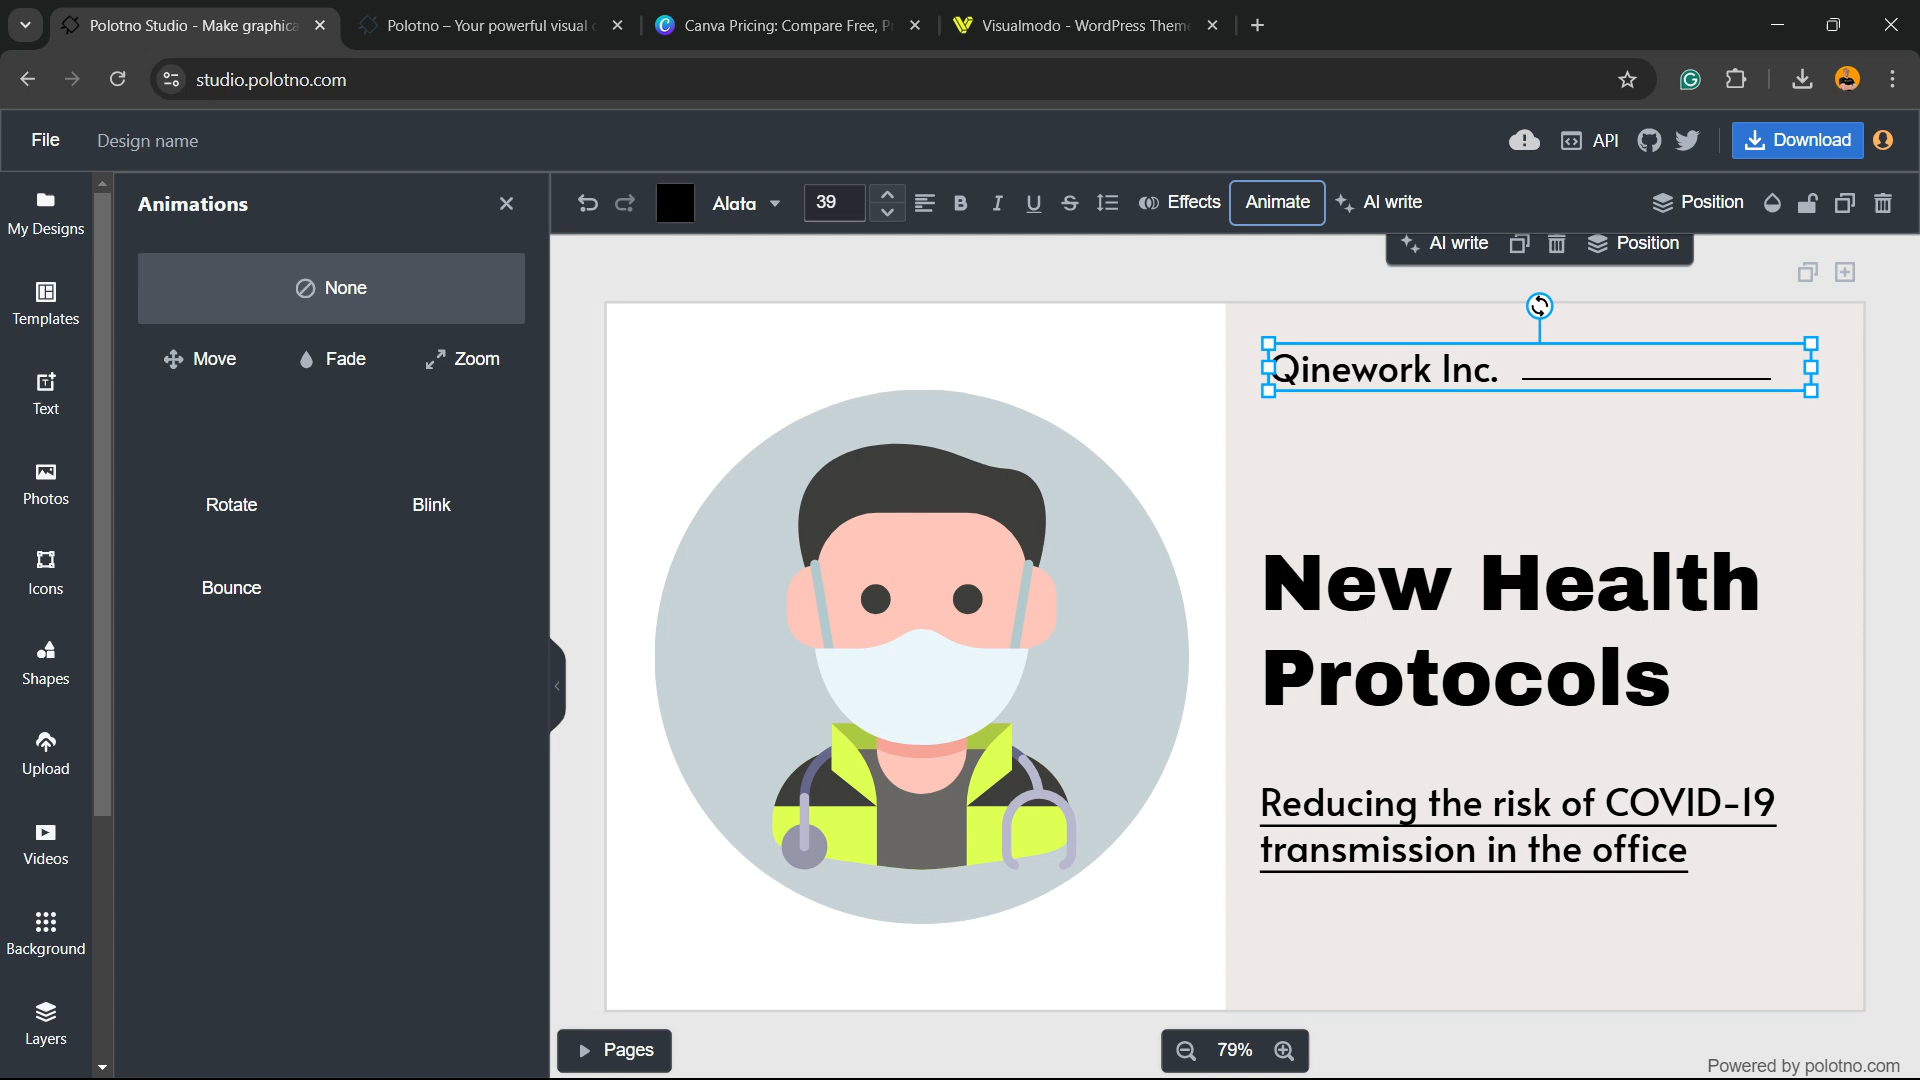 Polotno Studio - Make graphica
Polotno – Your powerful visual
Canva Pricing: Compare Free, P
Visualmodo - WordPress Theme
studio.polotno.com
File
Design name
API
Download
My Designs
Templates
Text
Photos
Icons
Shapes
Upload
Videos
Background
Layers
Animations
None
Move
Fade
Zoom
Rotate
Blink
Bounce
Alata
39
B
I
U
S
Effects
Animate
AI write
Position
AI write
Position
Qinework Inc.
New Health
Protocols
Reducing the risk of COVID-19
transmission in the office
Pages
79%
Powered by polotno.com